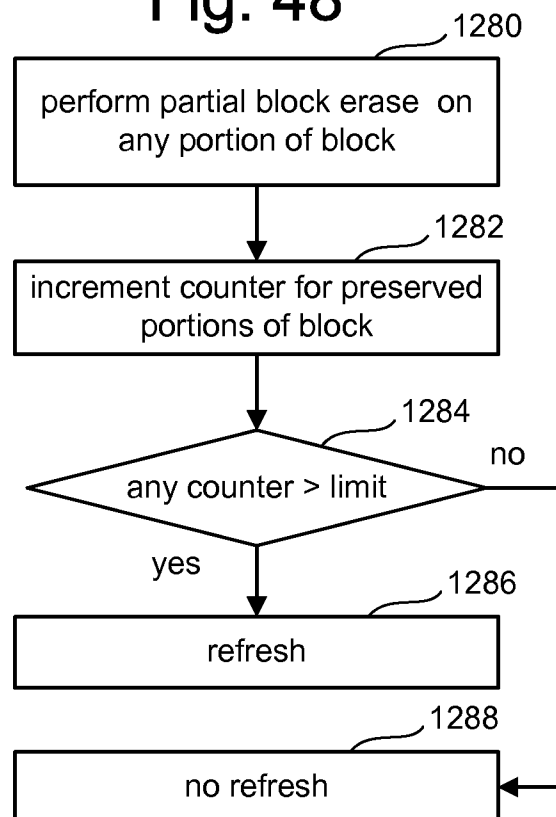 Fig. 48
1280
perform partial block erase on
any portion of block
1282
increment counter for preserved
portions of block
1284
any counter > limit
no
yes
1286
refresh
1288
no refresh